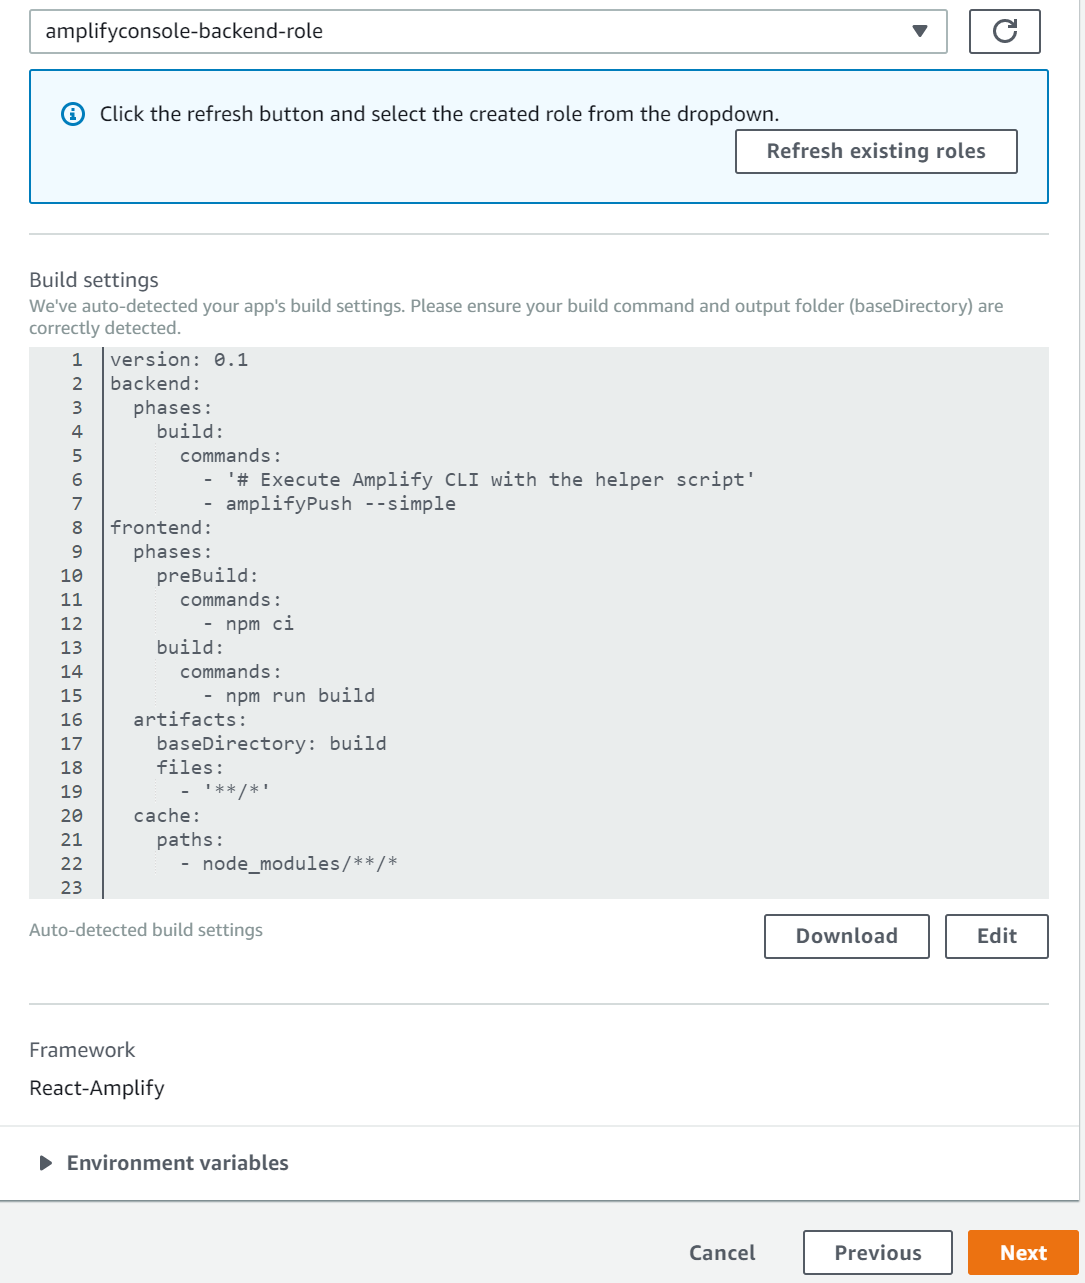 amplifyconsole-backend-role
Click the refresh button and select the created role from the dropdown.
Refresh existing roles
Build settings
We've auto-detected your app's build settings. Please ensure your build command and output folder (baseDirectory) are
correctly detected.
1 version: 0.1
2 backend:
3   phases:
4     build:
5       commands:
6         - '# Execute Amplify CLI with the helper script'
7         - amplifyPush --simple
8 frontend:
9   phases:
10     preBuild:
11       commands:
12         - npm ci
13     build:
14       commands:
15         - npm run build
16   artifacts:
17     baseDirectory: build
18     files:
19       - '**/*'
20   cache:
21     paths:
22       - node_modules/**/*
23
Auto-detected build settings
Download
Edit
Framework
React-Amplify
Environment variables
Cancel
Previous
Next